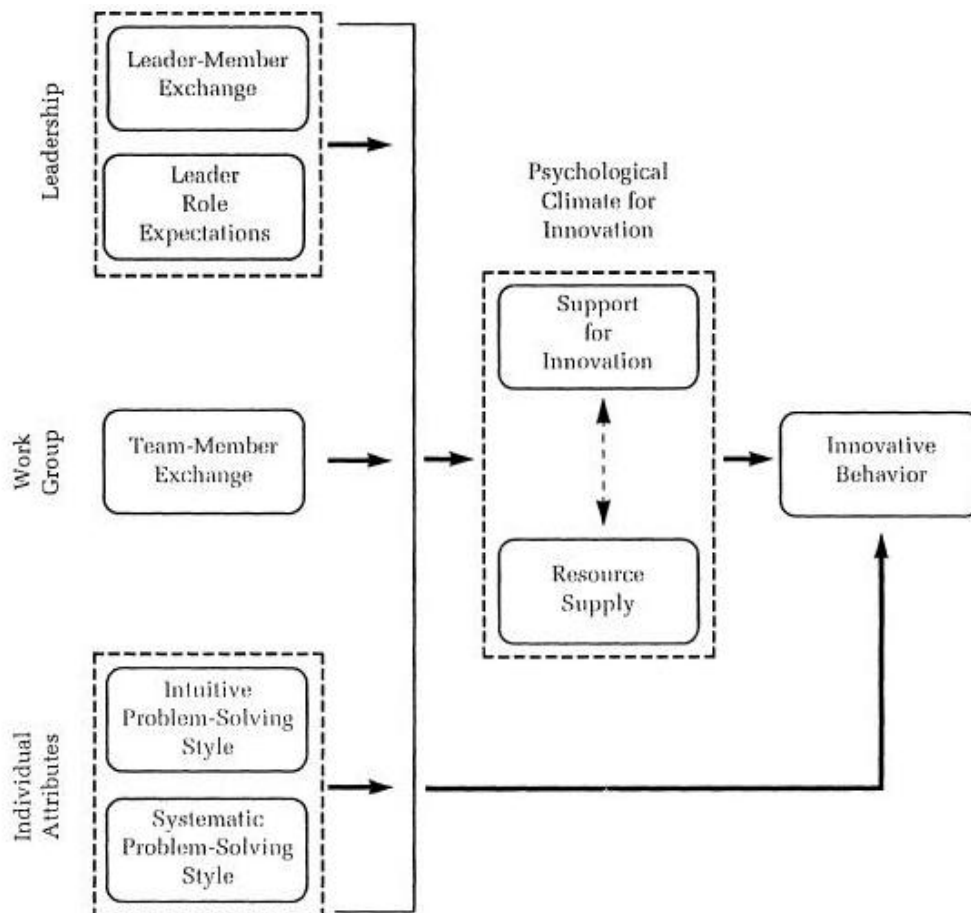 Leadership
Leader-Member
Exchange
Leader
Role
Expectations
Psychological
Climate for
Innovation
Support
for
Innovation
Work
Group
Team-Member
Exchange
Innovative
Behavior
Resource
Supply
Individual
Attributes
Intuitive
Problem-Solving
Style
Systematic
Problem-Solving
Style